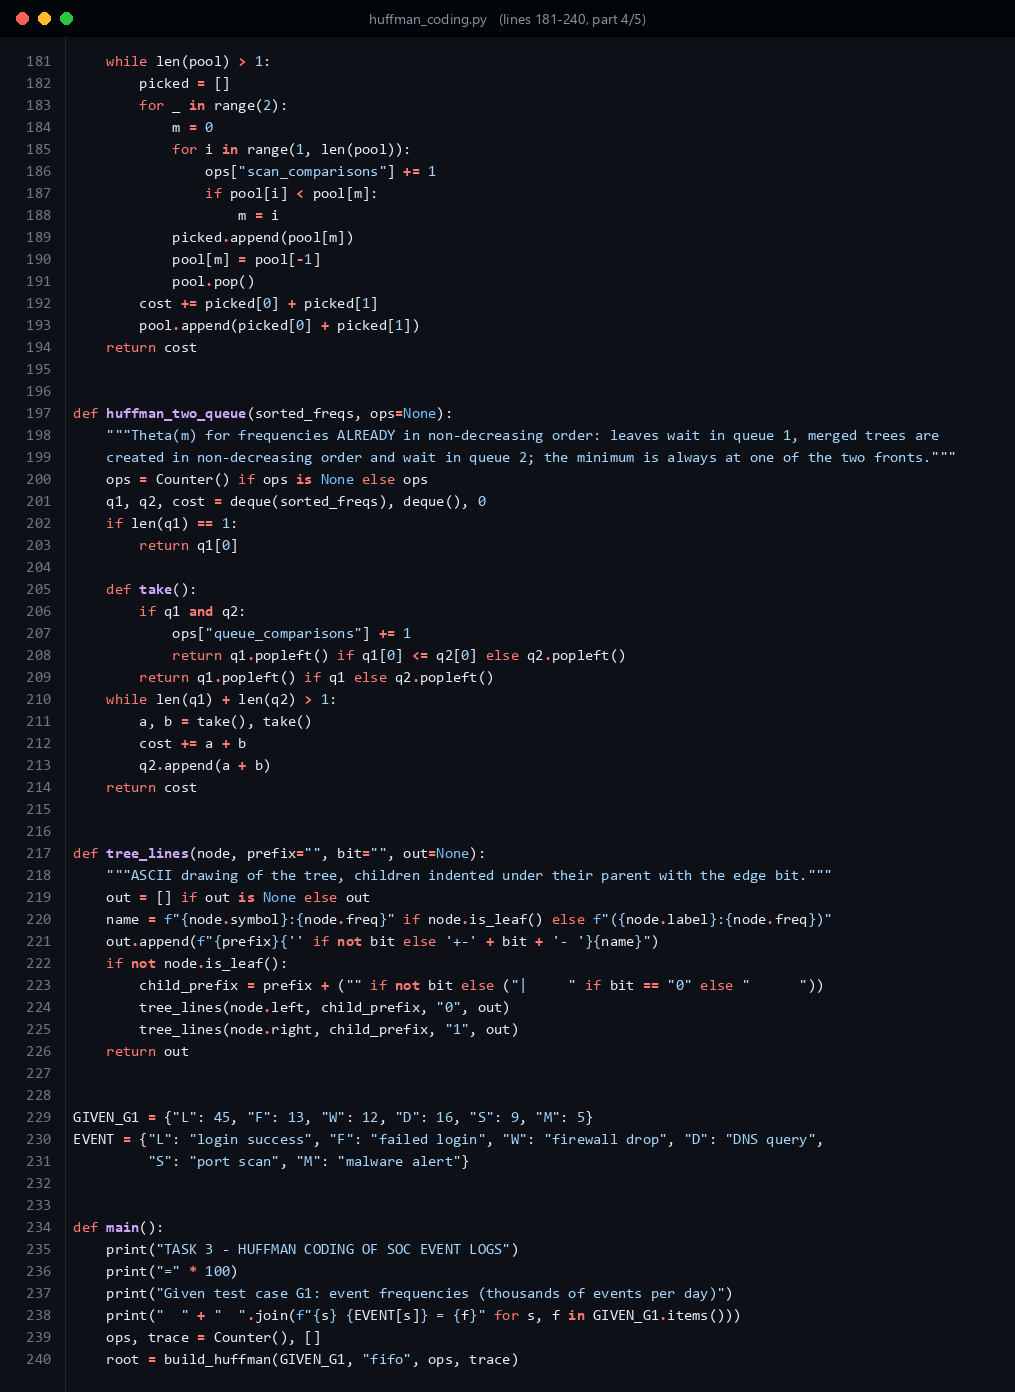 huffman_coding.py   (lines 181-240, part 4/5)
181     while len(pool) > 1:
182         picked = []
183         for _ in range(2):
184             m = 0
185             for i in range(1, len(pool)):
186                 ops["scan_comparisons"] += 1
187                 if pool[i] < pool[m]:
188                     m = i
189             picked.append(pool[m])
190             pool[m] = pool[-1]
191             pool.pop()
192         cost += picked[0] + picked[1]
193         pool.append(picked[0] + picked[1])
194     return cost
195
196
197 def huffman_two_queue(sorted_freqs, ops=None):
198     """Theta(m) for frequencies ALREADY in non-decreasing order: leaves wait in queue 1, merged trees are
199     created in non-decreasing order and wait in queue 2; the minimum is always at one of the two fronts."""
200     ops = Counter() if ops is None else ops
201     q1, q2, cost = deque(sorted_freqs), deque(), 0
202     if len(q1) == 1:
203         return q1[0]
204
205     def take():
206         if q1 and q2:
207             ops["queue_comparisons"] += 1
208             return q1.popleft() if q1[0] <= q2[0] else q2.popleft()
209         return q1.popleft() if q1 else q2.popleft()
210     while len(q1) + len(q2) > 1:
211         a, b = take(), take()
212         cost += a + b
213         q2.append(a + b)
214     return cost
215
216
217 def tree_lines(node, prefix="", bit="", out=None):
218     """ASCII drawing of the tree, children indented under their parent with the edge bit."""
219     out = [] if out is None else out
220     name = f"{node.symbol}:{node.freq}" if node.is_leaf() else f"({node.label}:{node.freq})"
221     out.append(f"{prefix}{'' if not bit else '+-' + bit + '- '}{name}")
222     if not node.is_leaf():
223         child_prefix = prefix + ("" if not bit else ("|     " if bit == "0" else "      "))
224         tree_lines(node.left, child_prefix, "0", out)
225         tree_lines(node.right, child_prefix, "1", out)
226     return out
227
228
229 GIVEN_G1 = {"L": 45, "F": 13, "W": 12, "D": 16, "S": 9, "M": 5}
230 EVENT = {"L": "login success", "F": "failed login", "W": "firewall drop", "D": "DNS query",
231          "S": "port scan", "M": "malware alert"}
232
233
234 def main():
235     print("TASK 3 - HUFFMAN CODING OF SOC EVENT LOGS")
236     print("=" * 100)
237     print("Given test case G1: event frequencies (thousands of events per day)")
238     print("  " + "  ".join(f"{s} {EVENT[s]} = {f}" for s, f in GIVEN_G1.items()))
239     ops, trace = Counter(), []
240     root = build_huffman(GIVEN_G1, "fifo", ops, trace)